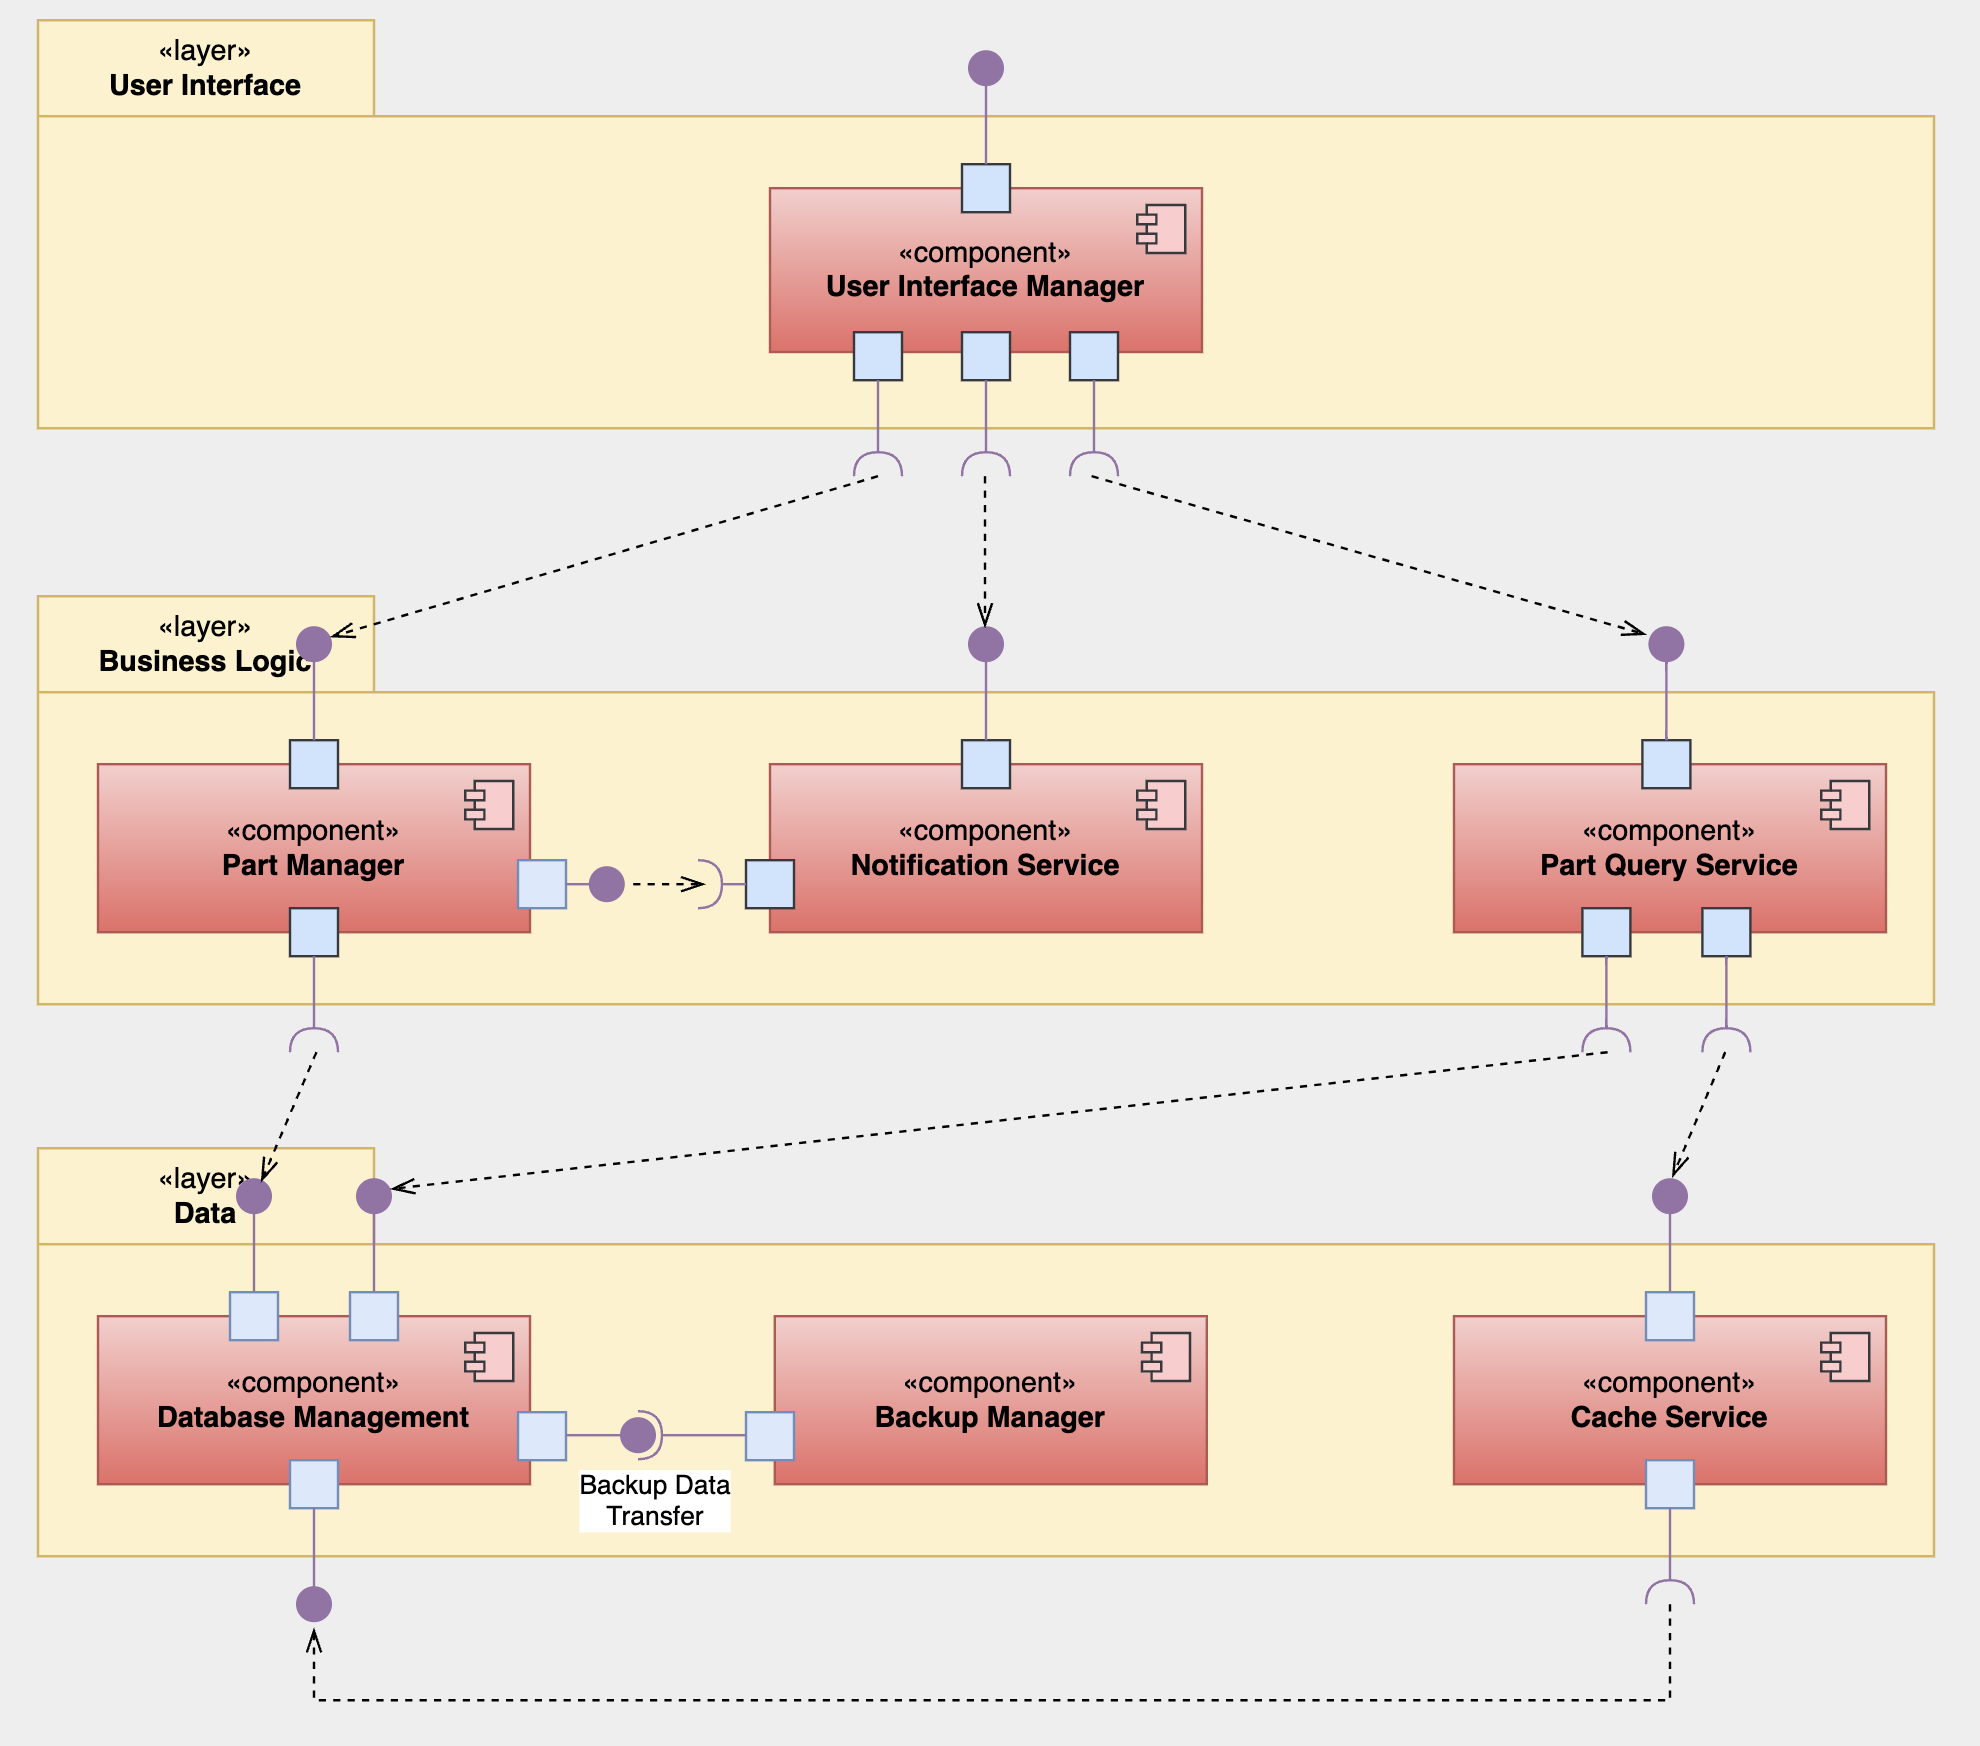 «layer»
User Interface
«component»
User Interface Manager
«layer»
Business Logic
«component»
Part Manager
«component»
Notification Service
«component»
Part Query Service
«layer»
Data
«component»
Database Management
«component»
Backup Manager
«component»
Cache Service
Backup Data
Transfer